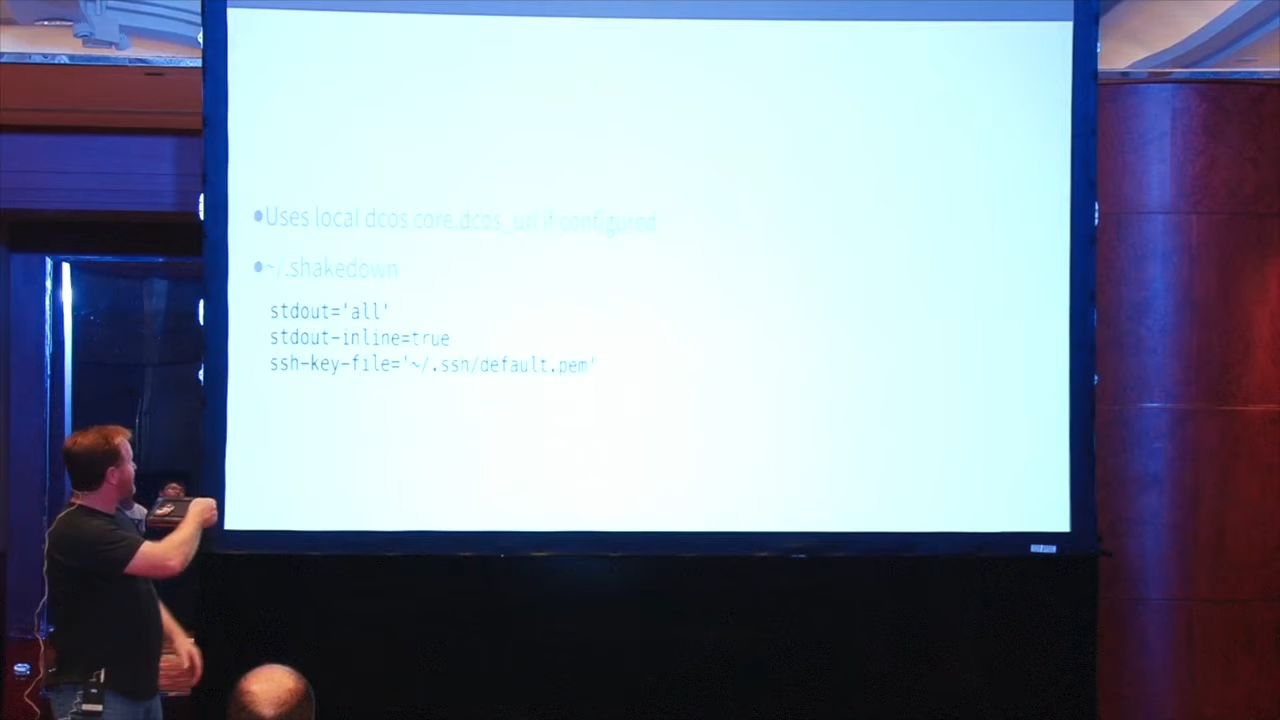 •Uses local dcos core.dcos_url if configured
•~/.shakedown
stdout='all'
stdout-inline=true
ssh-key-file='~/.ssh/default.pem'